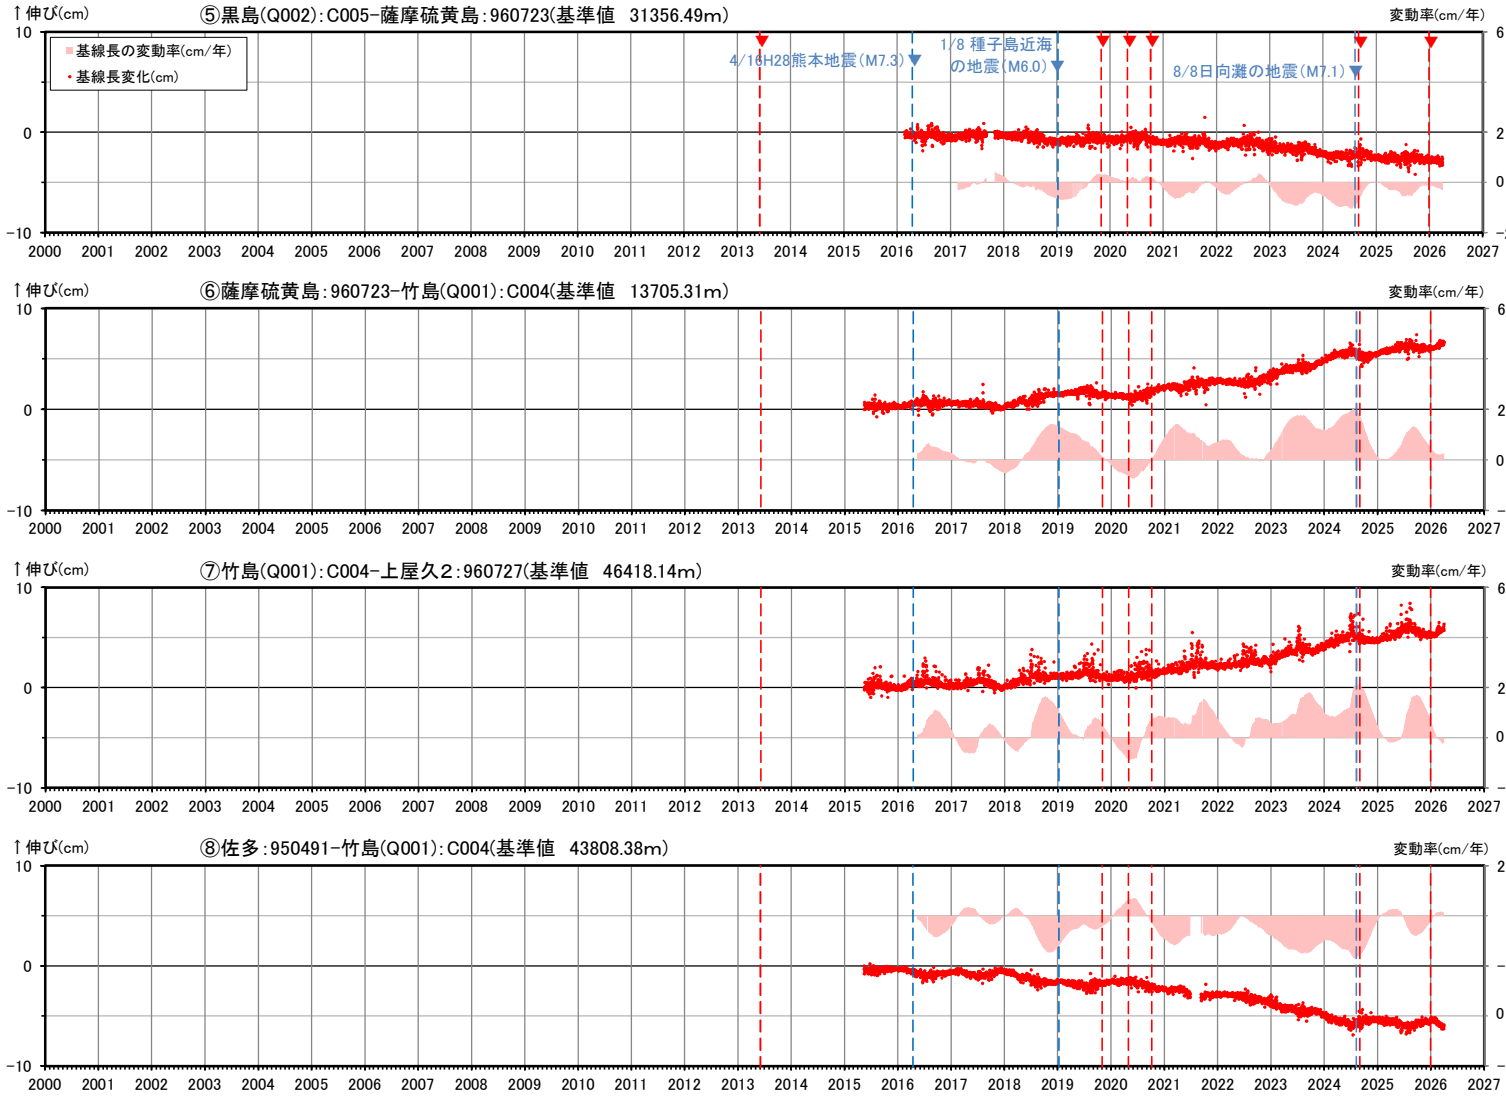 ↑伸び(cm) ⑤黒島(Q002):C005−薩摩硫黄島:960723(基準値 31356.49m) 変動率(cm/年)
基線長の変動率(cm/年)
基線長変化(cm)
4/16H28熊本地震(M7.3)
1/8 種子島近海
の地震(M6.0)
8/8日向灘の地震(M7.1)
10 6
0 2
0
−10
2000 2001 2002 2003 2004 2005 2006 2007 2008 2009 2010 2011 2012 2013 2014 2015 2016 2017 2018 2019 2020 2021 2022 2023 2024 2025 2026 2027
↑伸び(cm) ⑥薩摩硫黄島:960723−竹島(Q001):C004(基準値 13705.31m) 変動率(cm/年)
10 6
0 2
0
−10 −
2000 2001 2002 2003 2004 2005 2006 2007 2008 2009 2010 2011 2012 2013 2014 2015 2016 2017 2018 2019 2020 2021 2022 2023 2024 2025 2026 2027
↑伸び(cm) ⑦竹島(Q001):C004−上屋久2:960727(基準値 46418.14m) 変動率(cm/年)
10 6
0 2
0
−10 −
2000 2001 2002 2003 2004 2005 2006 2007 2008 2009 2010 2011 2012 2013 2014 2015 2016 2017 2018 2019 2020 2021 2022 2023 2024 2025 2026 2027
↑伸び(cm) ⑧佐多:950491−竹島(Q001):C004(基準値 43808.38m) 変動率(cm/年)
10 2
0 −
0
−10 −
2000 2001 2002 2003 2004 2005 2006 2007 2008 2009 2010 2011 2012 2013 2014 2015 2016 2017 2018 2019 2020 2021 2022 2023 2024 2025 2026 2027